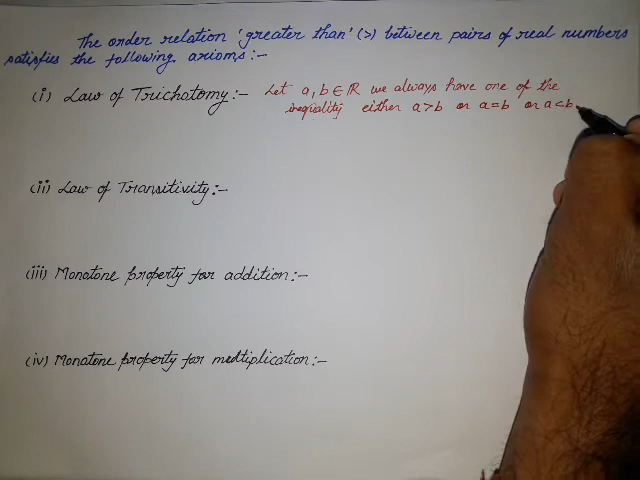 The order relation 'greater than' (>) between pairs of real numbers
satisfies the following axioms:-
(i) Law of Trichotomy:- Let a, b ∈ ℝ we always have one of the
inequality either a>b or a=b or a<b.
(ii) Law of Transitivity:-
(iii) Monotone property for addition:-
(iv) Monotone property for multiplication:-